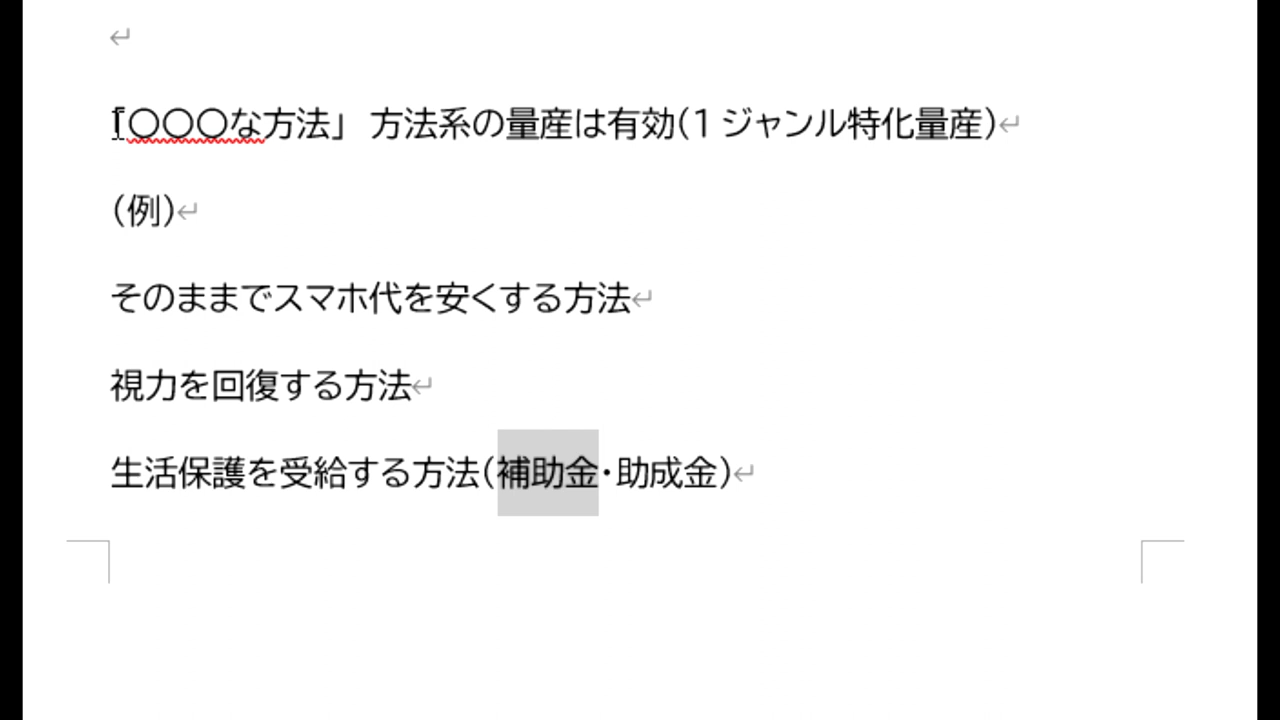 「〇〇〇な方法」 方法系の量産は有効(1 ジャンル特化量産)
(例)
そのままでスマホ代を安くする方法
視力を回復する方法
生活保護を受給する方法(補助金・助成金)